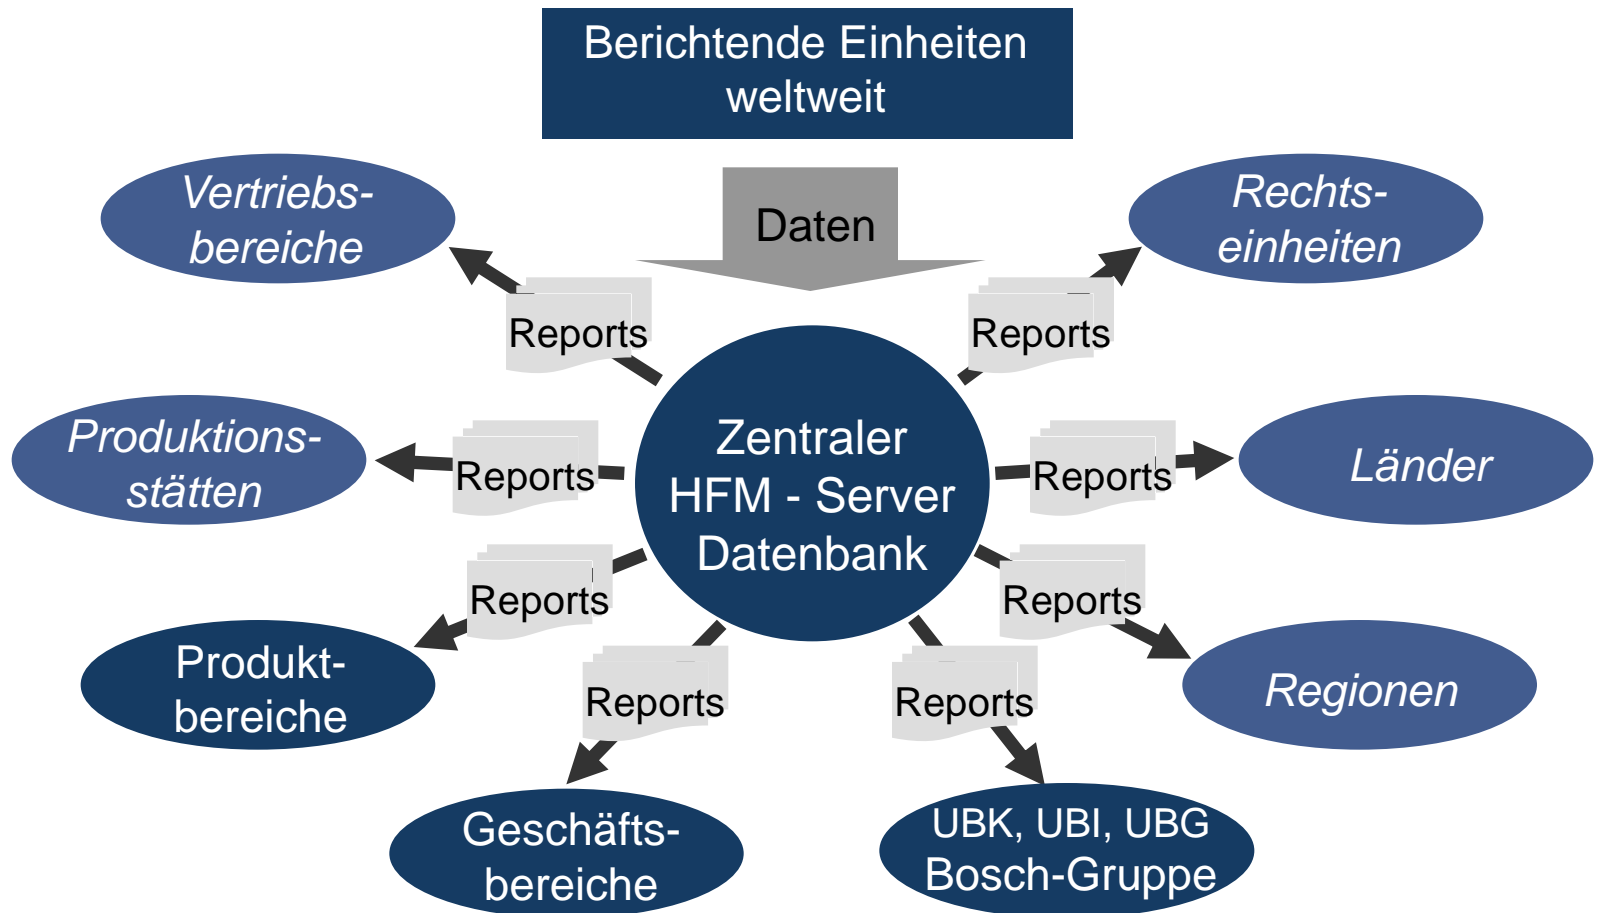 Berichtende Einheiten
weltweit
Daten
Vertriebs-
bereiche
Rechts-
einheiten
Reports
Reports
Produktions-
stätten
Reports
Zentraler
HFM - Server
Datenbank
Reports
Länder
Reports
Reports
Produkt-
bereiche
Regionen
Reports
Reports
Geschäfts-
bereiche
UBK, UBI, UBG
Bosch-Gruppe